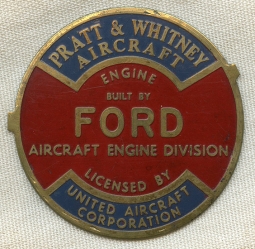 PRATT & WHITNEY
AIRCRAFT
ENGINE
BUILT BY
FORD
AIRCRAFT ENGINE DIVISION
LICENSED BY
UNITED AIRCRAFT
CORPORATION